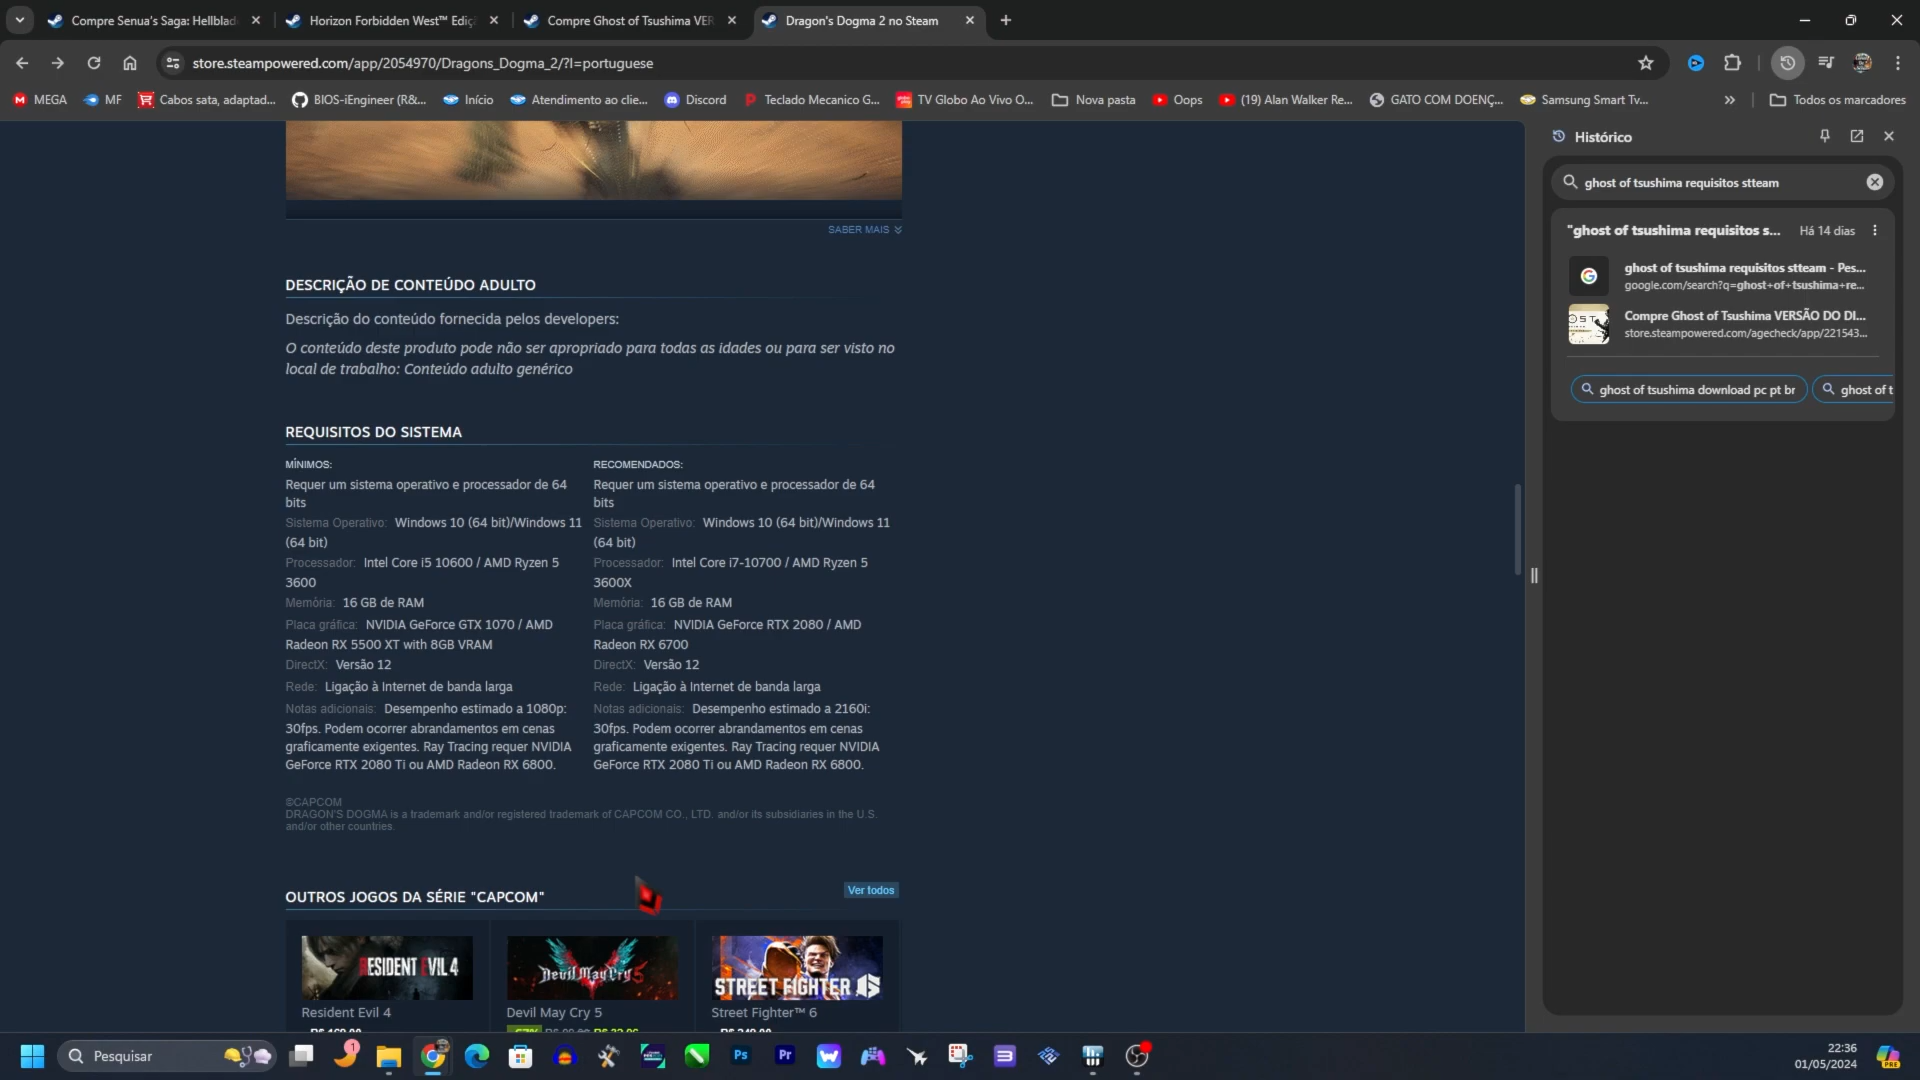 Compre Senua's Saga: Hellblad
Horizon Forbidden West™ Ediç
Compre Ghost of Tsushima VER
Dragon's Dogma 2 no Steam
store.steampowered.com/app/2054970/Dragons_Dogma_2/?l=portuguese
MEGA
MF
Cabos sata, adaptad...
BIOS-iEngineer (R&...
Início
Atendimento ao clie...
Discord
Teclado Mecanico G...
TV Globo Ao Vivo O...
Nova pasta
Oops
(19) Alan Walker Re...
GATO COM DOENÇ...
Samsung Smart Tv...
Todos os marcadores
SABER MAIS
DESCRIÇÃO DE CONTEÚDO ADULTO
Descrição do conteúdo fornecida pelos developers:
O conteúdo deste produto pode não ser apropriado para todas as idades ou para ser visto no
local de trabalho: Conteúdo adulto genérico
REQUISITOS DO SISTEMA
MÍNIMOS:
Requer um sistema operativo e processador de 64
bits
Sistema Operativo: Windows 10 (64 bit)/Windows 11
(64 bit)
Processador: Intel Core i5 10600 / AMD Ryzen 5
3600
Memória: 16 GB de RAM
Placa gráfica: NVIDIA GeForce GTX 1070 / AMD
Radeon RX 5500 XT with 8GB VRAM
DirectX: Versão 12
Rede: Ligação à Internet de banda larga
Notas adicionais: Desempenho estimado a 1080p:
30fps. Podem ocorrer abrandamentos em cenas
graficamente exigentes. Ray Tracing requer NVIDIA
GeForce RTX 2080 Ti ou AMD Radeon RX 6800.
RECOMENDADOS:
Requer um sistema operativo e processador de 64
bits
Sistema Operativo: Windows 10 (64 bit)/Windows 11
(64 bit)
Processador: Intel Core i7-10700 / AMD Ryzen 5
3600X
Memória: 16 GB de RAM
Placa gráfica: NVIDIA GeForce RTX 2080 / AMD
Radeon RX 6700
DirectX: Versão 12
Rede: Ligação à Internet de banda larga
Notas adicionais: Desempenho estimado a 2160i:
30fps. Podem ocorrer abrandamentos em cenas
graficamente exigentes. Ray Tracing requer NVIDIA
GeForce RTX 2080 Ti ou AMD Radeon RX 6800.
©CAPCOM
DRAGON'S DOGMA is a trademark and/or registered trademark of CAPCOM CO., LTD. and/or its subsidiaries in the U.S.
and/or other countries.
OUTROS JOGOS DA SÉRIE "CAPCOM"
Ver todos
RESIDENT EVIL 4
Devil May Cry 5
STREET FIGHTER 6
Resident Evil 4
Devil May Cry 5
Street Fighter™ 6
Histórico
ghost of tsushima requisitos stteam
"ghost of tsushima requisitos s...
Há 14 dias
ghost of tsushima requisitos stteam - Pes...
google.com/search?q=ghost+of+tsushima+re...
Compre Ghost of Tsushima VERSÃO DO DI...
store.steampowered.com/agecheck/app/221543...
ghost of tsushima download pc pt br
ghost of t
Pesquisar
1
Ps
Pr
22:36
01/05/2024
PRE